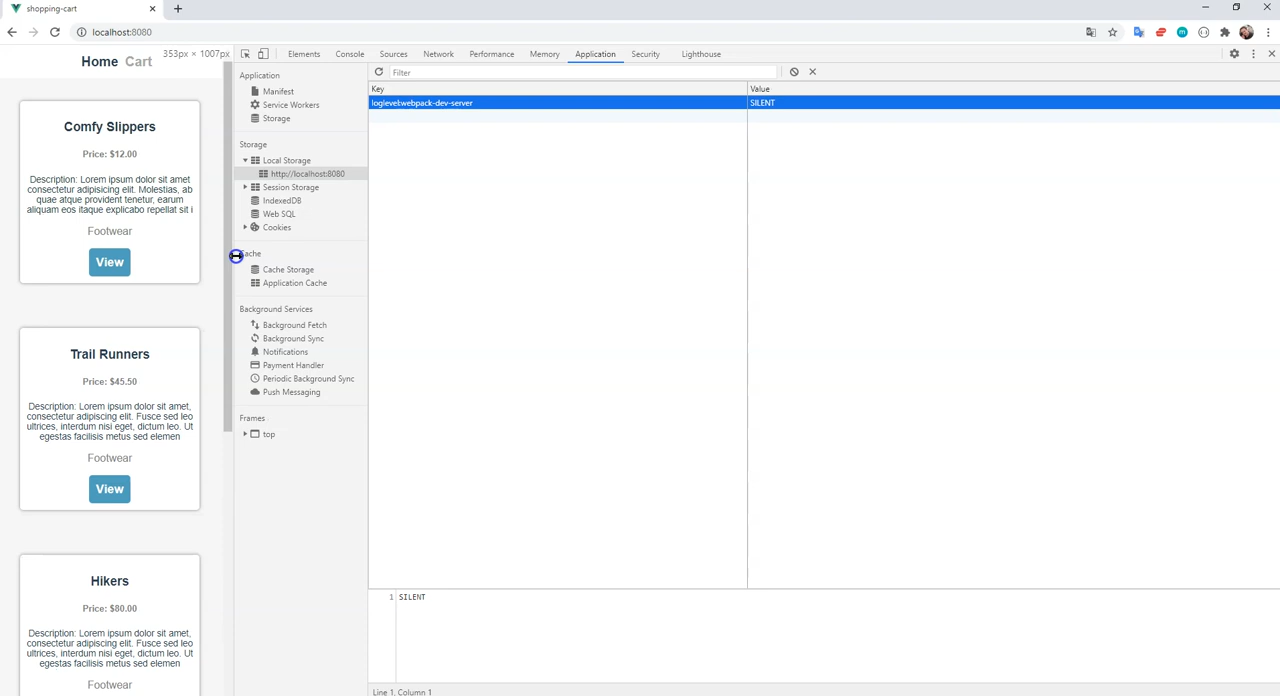 shopping-cart
localhost:8080
Home Cart
353px × 1007px
Elements Console Sources Network Performance Memory Application Security Lighthouse
Comfy Slippers
Price: $12.00
Description: Lorem ipsum dolor sit amet
consectetur adipisicing elit. Molestias, ab
quae atque provident tenetur, earum
aliquam eos itaque explicabo repellat sit i
Footwear
View
Trail Runners
Price: $45.50
Description: Lorem ipsum dolor sit amet,
consectetur adipiscing elit. Fusce sed leo
ultrices, interdum nisi eget, dictum leo. Ut
egestas facilisis metus sed elemen
Footwear
View
Hikers
Price: $80.00
Description: Lorem ipsum dolor sit amet,
consectetur adipiscing elit. Fusce sed leo
ultrices, interdum nisi eget, dictum leo. Ut
egestas facilisis metus sed elemen
Footwear
Application
Manifest
Service Workers
Storage
Storage
Local Storage
http://localhost:8080
Session Storage
IndexedDB
Web SQL
Cookies
Cache Storage
Application Cache
Background Services
Background Fetch
Background Sync
Notifications
Payment Handler
Periodic Background Sync
Push Messaging
Frames
top
Filter
Key Value
loglevel:webpack-dev-server SILENT
1 SILENT
Line 1, Column 1